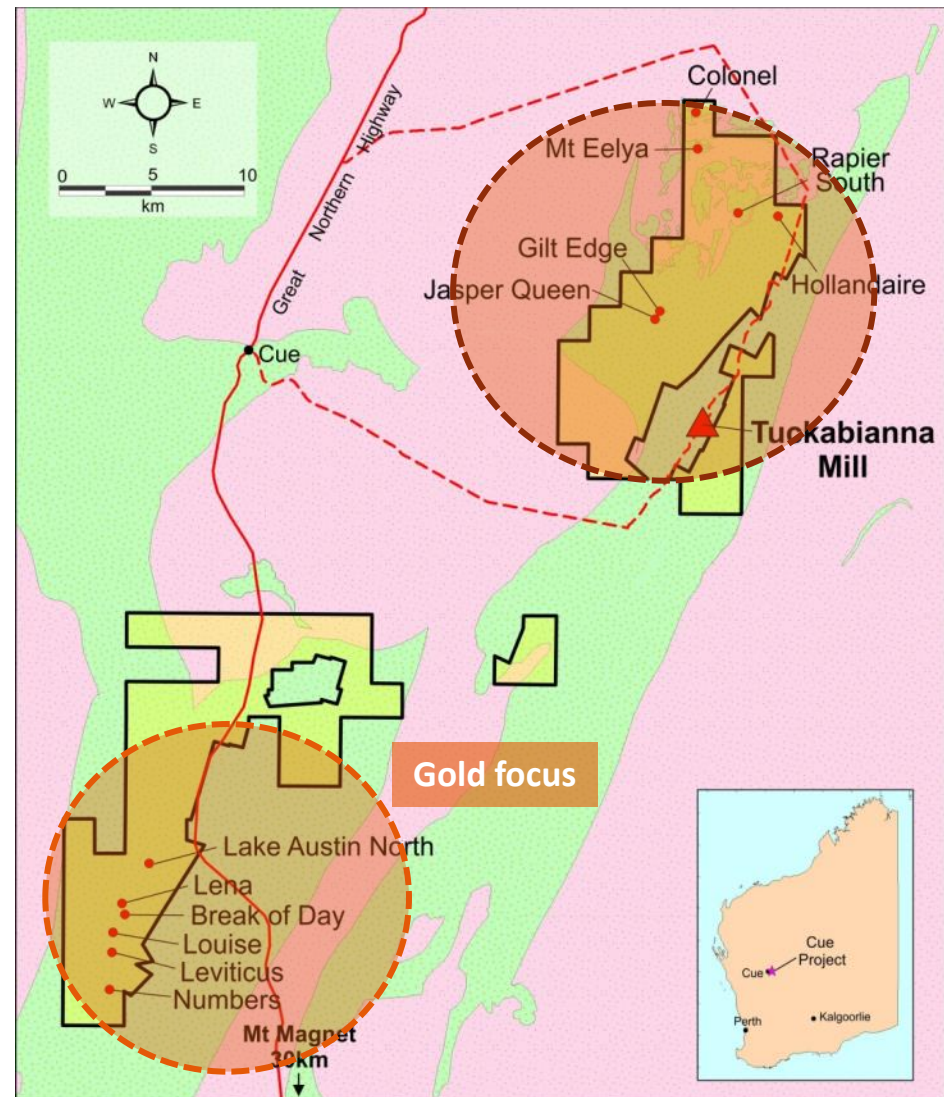 N
W E
S
0 5 10
km
Great Northern Highway
Colonel
Mt Eelya
Rapier
South
Gilt Edge
Jasper Queen
Hollandaire
Cue
Tuckabianna
Mill
Gold focus
Lake Austin North
Lena
Break of Day
Louise
Leviticus
Numbers
Mt Magnet
30km
Cue
Project
Cue
Perth
Kalgoorlie